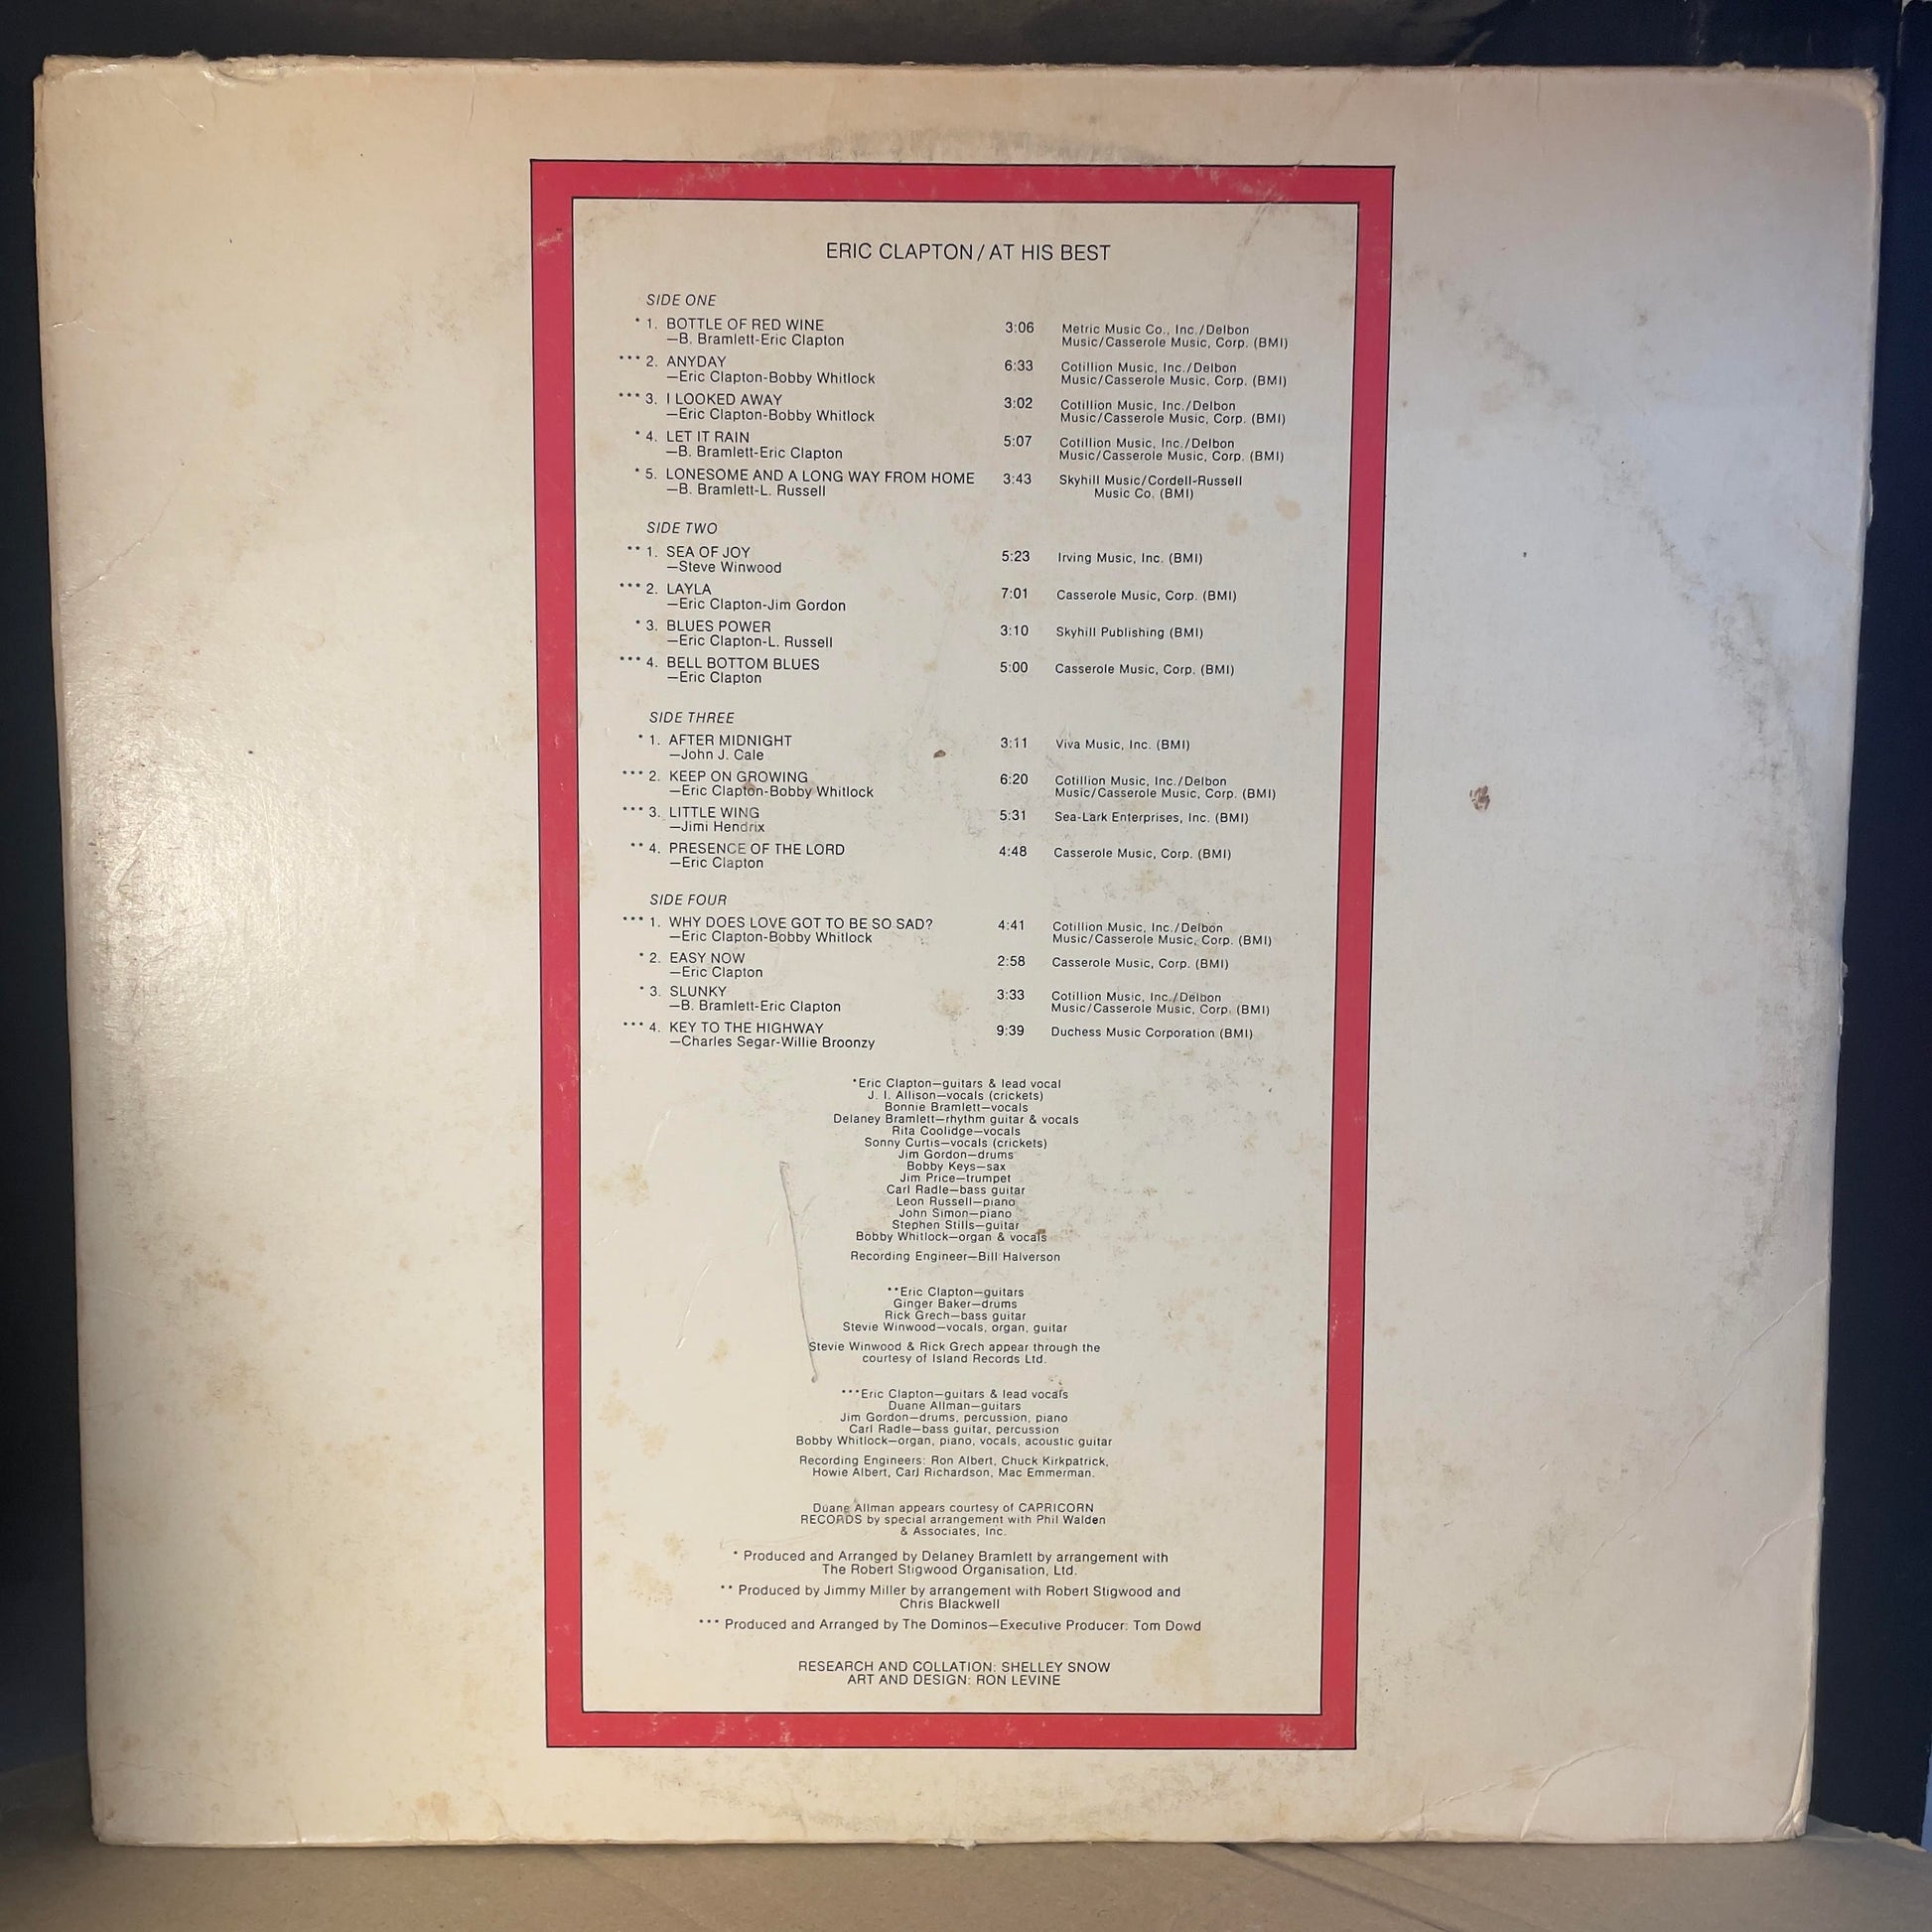 ERIC CLAPTON/AT HIS BEST
SIDE ONE
* 1. BOTTLE OF RED WINE 3:06 Metric Music Co., Inc./Delbon
—B. Bramlett-Eric Clapton Music/Casserole Music, Corp. (BMI)
*** 2. ANYDAY 6:33 Cotillion Music, Inc./Delbon
—Eric Clapton-Bobby Whitlock Music/Casserole Music, Corp. (BMI)
*** 3. I LOOKED AWAY 3:02 Cotillion Music, Inc./Delbon
—Eric Clapton-Bobby Whitlock Music/Casserole Music, Corp. (BMI)
* 4. LET IT RAIN 5:07 Cotillion Music, Inc./Delbon
—B. Bramlett-Eric Clapton Music/Casserole Music, Corp. (BMI)
* 5. LONESOME AND A LONG WAY FROM HOME 3:43 Skyhill Music/Cordell-Russell
—B. Bramlett-L. Russell Music Co. (BMI)
SIDE TWO
** 1. SEA OF JOY 5:23 Irving Music, Inc. (BMI)
—Steve Winwood
*** 2. LAYLA 7:01 Casserole Music, Corp. (BMI)
—Eric Clapton-Jim Gordon
* 3. BLUES POWER 3:10 Skyhill Publishing (BMI)
—Eric Clapton-L. Russell
*** 4. BELL BOTTOM BLUES 5:00 Casserole Music, Corp. (BMI)
—Eric Clapton
SIDE THREE
* 1. AFTER MIDNIGHT 3:11 Viva Music, Inc. (BMI)
—John J. Cale
*** 2. KEEP ON GROWING 6:20 Cotillion Music, Inc./Delbon
—Eric Clapton-Bobby Whitlock Music/Casserole Music, Corp. (BMI)
*** 3. LITTLE WING 5:31 Sea-Lark Enterprises, Inc. (BMI)
—Jimi Hendrix
** 4. PRESENCE OF THE LORD 4:48 Casserole Music, Corp. (BMI)
—Eric Clapton
SIDE FOUR
*** 1. WHY DOES LOVE GOT TO BE SO SAD? 4:41 Cotillion Music, Inc./Delbon
—Eric Clapton-Bobby Whitlock Music/Casserole Music, Corp. (BMI)
* 2. EASY NOW 2:58 Casserole Music, Corp. (BMI)
—Eric Clapton
* 3. SLUNKY 3:33 Cotillion Music, Inc./Delbon
—B. Bramlett-Eric Clapton Music/Casserole Music, Corp. (BMI)
*** 4. KEY TO THE HIGHWAY 9:39 Duchess Music Corporation (BMI)
—Charles Segar-Willie Broonzy
*Eric Clapton—guitars & lead vocal
J. I. Allison—vocals (crickets)
Bonnie Bramlett—vocals
Delaney Bramlett—rhythm guitar & vocals
Rita Coolidge—vocals
Sonny Curtis—vocals (crickets)
Jim Gordon—drums
Bobby Keys—sax
Jim Price—trumpet
Carl Radle—bass guitar
Leon Russell—piano
John Simon—piano
Stephen Stills—guitar
Bobby Whitlock—organ & vocals
Recording Engineer—Bill Halverson
**Eric Clapton—guitars
Ginger Baker—drums
Rick Grech—bass guitar
Stevie Winwood—vocals, organ, guitar
Stevie Winwood & Rick Grech appear through the
courtesy of Island Records Ltd.
***Eric Clapton—guitars & lead vocals
Duane Allman—guitars
Jim Gordon—drums, percussion, piano
Carl Radle—bass guitar, percussion
Bobby Whitlock—organ, piano, vocals, acoustic guitar
Recording Engineers: Ron Albert, Chuck Kirkpatrick,
Howie Albert, Carl Richardson, Mac Emmerman.
Duane Allman appears courtesy of CAPRICORN
RECORDS by special arrangement with Phil Walden
& Associates, Inc.
* Produced and Arranged by Delaney Bramlett by arrangement with
The Robert Stigwood Organisation, Ltd.
** Produced by Jimmy Miller by arrangement with Robert Stigwood and
Chris Blackwell
*** Produced and Arranged by The Dominos—Executive Producer: Tom Dowd
RESEARCH AND COLLATION: SHELLEY SNOW
ART AND DESIGN: RON LEVINE